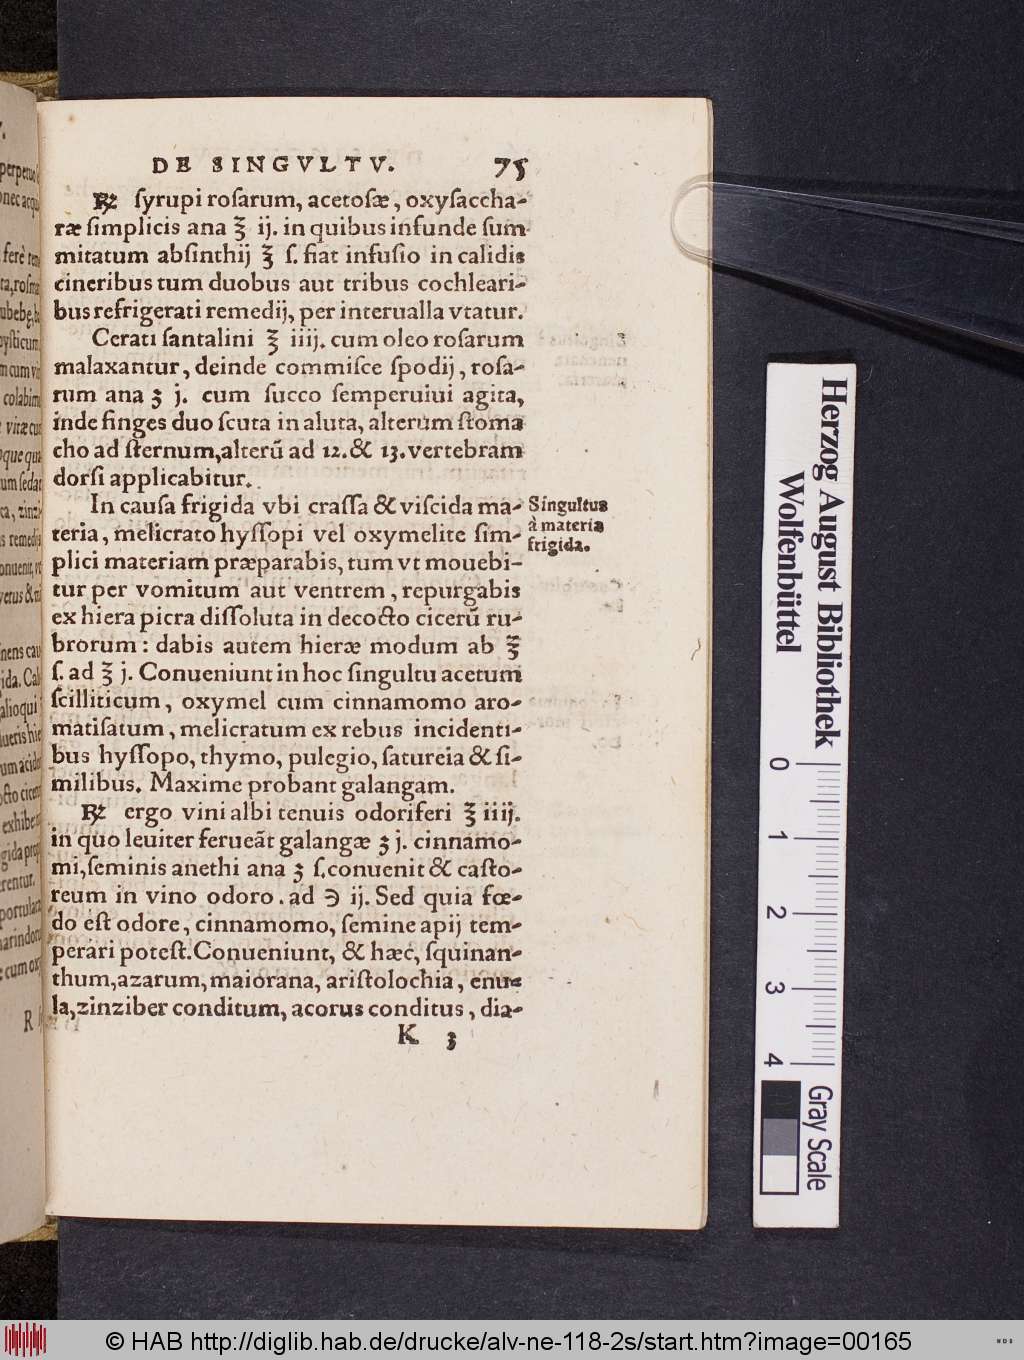 DE SINGVLTV. 75
℞ ſyrupi roſarum, acetoſæ, oxyſaccha-
ræ ſimplicis ana ℥ ij. in quibus infunde ſum
mitatum abſinthij ℥ ſ. fiat infuſio in calidis
cineribus tum duobus aut tribus cochleari-
bus refrigerati remedij, per interualla vtatur.
Cerati ſantalini ℥ iiij. cum oleo roſarum
malaxantur, deinde commiſce ſpodij, roſa-
rum ana ʒ j. cum ſucco ſemperuiui agita,
inde finges duo ſcuta in aluta, alterum ſtoma
cho ad ſternum, alterũ ad 12. & 13. vertebram
dorſi applicabitur.
In cauſa frigida vbi craſſa & viſcida ma-
teria, melicrato hyſſopi vel oxymelite ſim-
plici materiam præparabis, tum vt mouebi-
tur per vomitum aut ventrem, repurgabis
ex hiera picra diſſoluta in decocto cicerũ ru-
brorum: dabis autem hieræ modum ab ℥
ſ. ad ℥ j. Conueniunt in hoc ſingultu acetum
ſcilliticum, oxymel cum cinnamomo aro-
matiſatum, melicratum ex rebus incidenti-
bus hyſſopo, thymo, pulegio, ſatureia & ſi-
milibus. Maxime probant galangam.
℞ ergo vini albi tenuis odoriferi ℥ iiij.
in quo leuiter ferueãt galangæ ʒ j. cinnamo-
mi, ſeminis anethi ana ʒ ſ. conuenit & caſto-
reum in vino odoro. ad ℈ ij. Sed quia fœ-
do eſt odore, cinnamomo, ſemine apij tem-
perari poteſt. Conueniunt, & hæc, ſquinan-
thum, azarum, maiorana, ariſtolochia, enu-
la, zinziber conditum, acorus conditus, dia-
K 3
Singultus
à materia
frigida.
Herzog August Bibliothek
Wolfenbüttel
0 1 2 3 4
Gray Scale
© HAB http://diglib.hab.de/drucke/alv-ne-118-2s/start.htm?image=00165